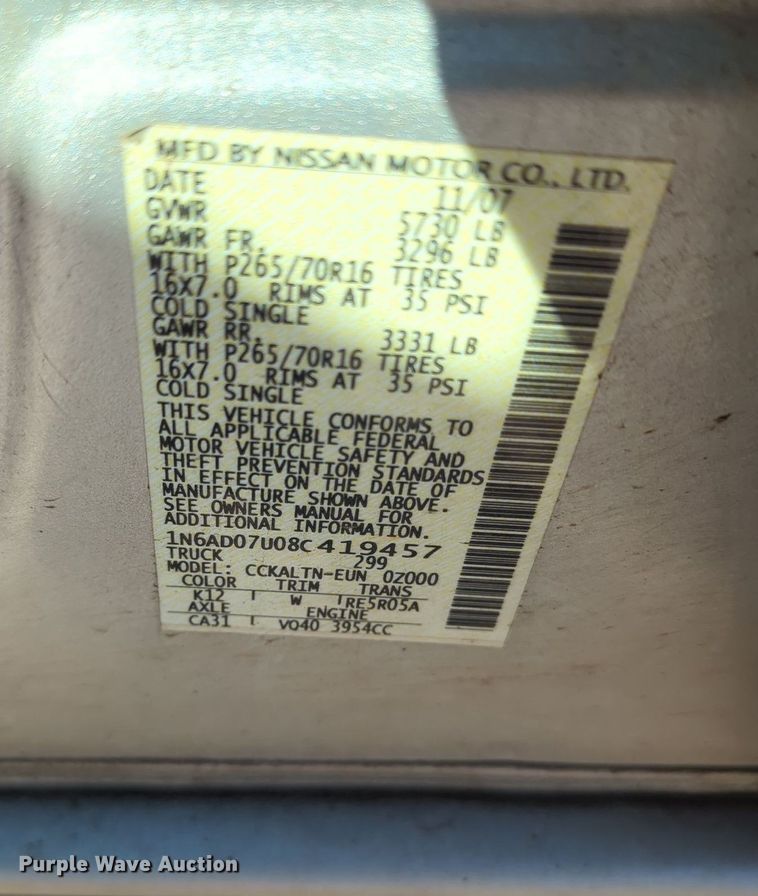 MFD BY NISSAN MOTOR CO., LTD.
DATE 11/07
GVWR 5730 LB
GAWR FR. 3296 LB
WITH P265/70R16 TIRES
16X7.0 RIMS AT 35 PSI
COLD SINGLE
GAWR RR. 3331 LB
WITH P265/70R16 TIRES
16X7.0 RIMS AT 35 PSI
COLD SINGLE
THIS VEHICLE CONFORMS TO
ALL APPLICABLE FEDERAL
MOTOR VEHICLE SAFETY AND
THEFT PREVENTION STANDARDS
IN EFFECT ON THE DATE OF
MANUFACTURE SHOWN ABOVE.
SEE OWNERS MANUAL FOR
ADDITIONAL INFORMATION.
1N6AD07U08C419457
TRUCK 299
MODEL: CCKALTN-EUN 0Z000
COLOR TRIM TRANS
K12 W RE5R05A
AXLE ENGINE
CA31 VQ40 3954CC
Purple Wave Auction